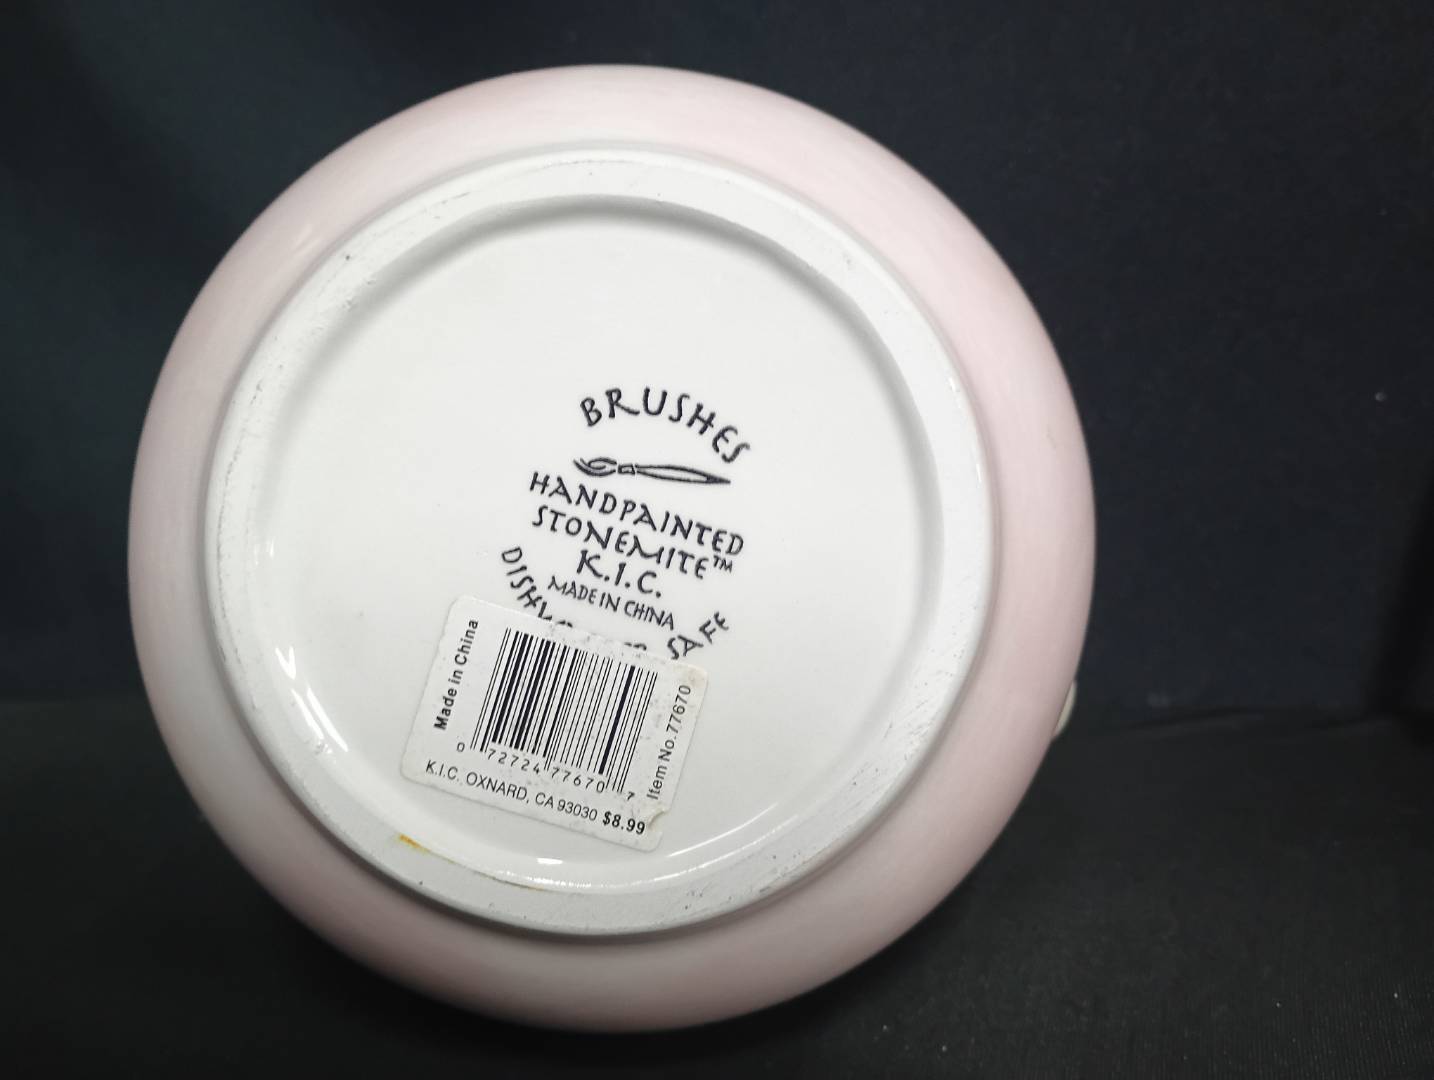 BRUSHES
HANDPAINTED
STONEMITE™
K.I.C.
MADE IN CHINA
SAFE
Made in China
0 72724 77670 7
Item No. 77670
K.I.C. OXNARD, CA 93030 $8.99